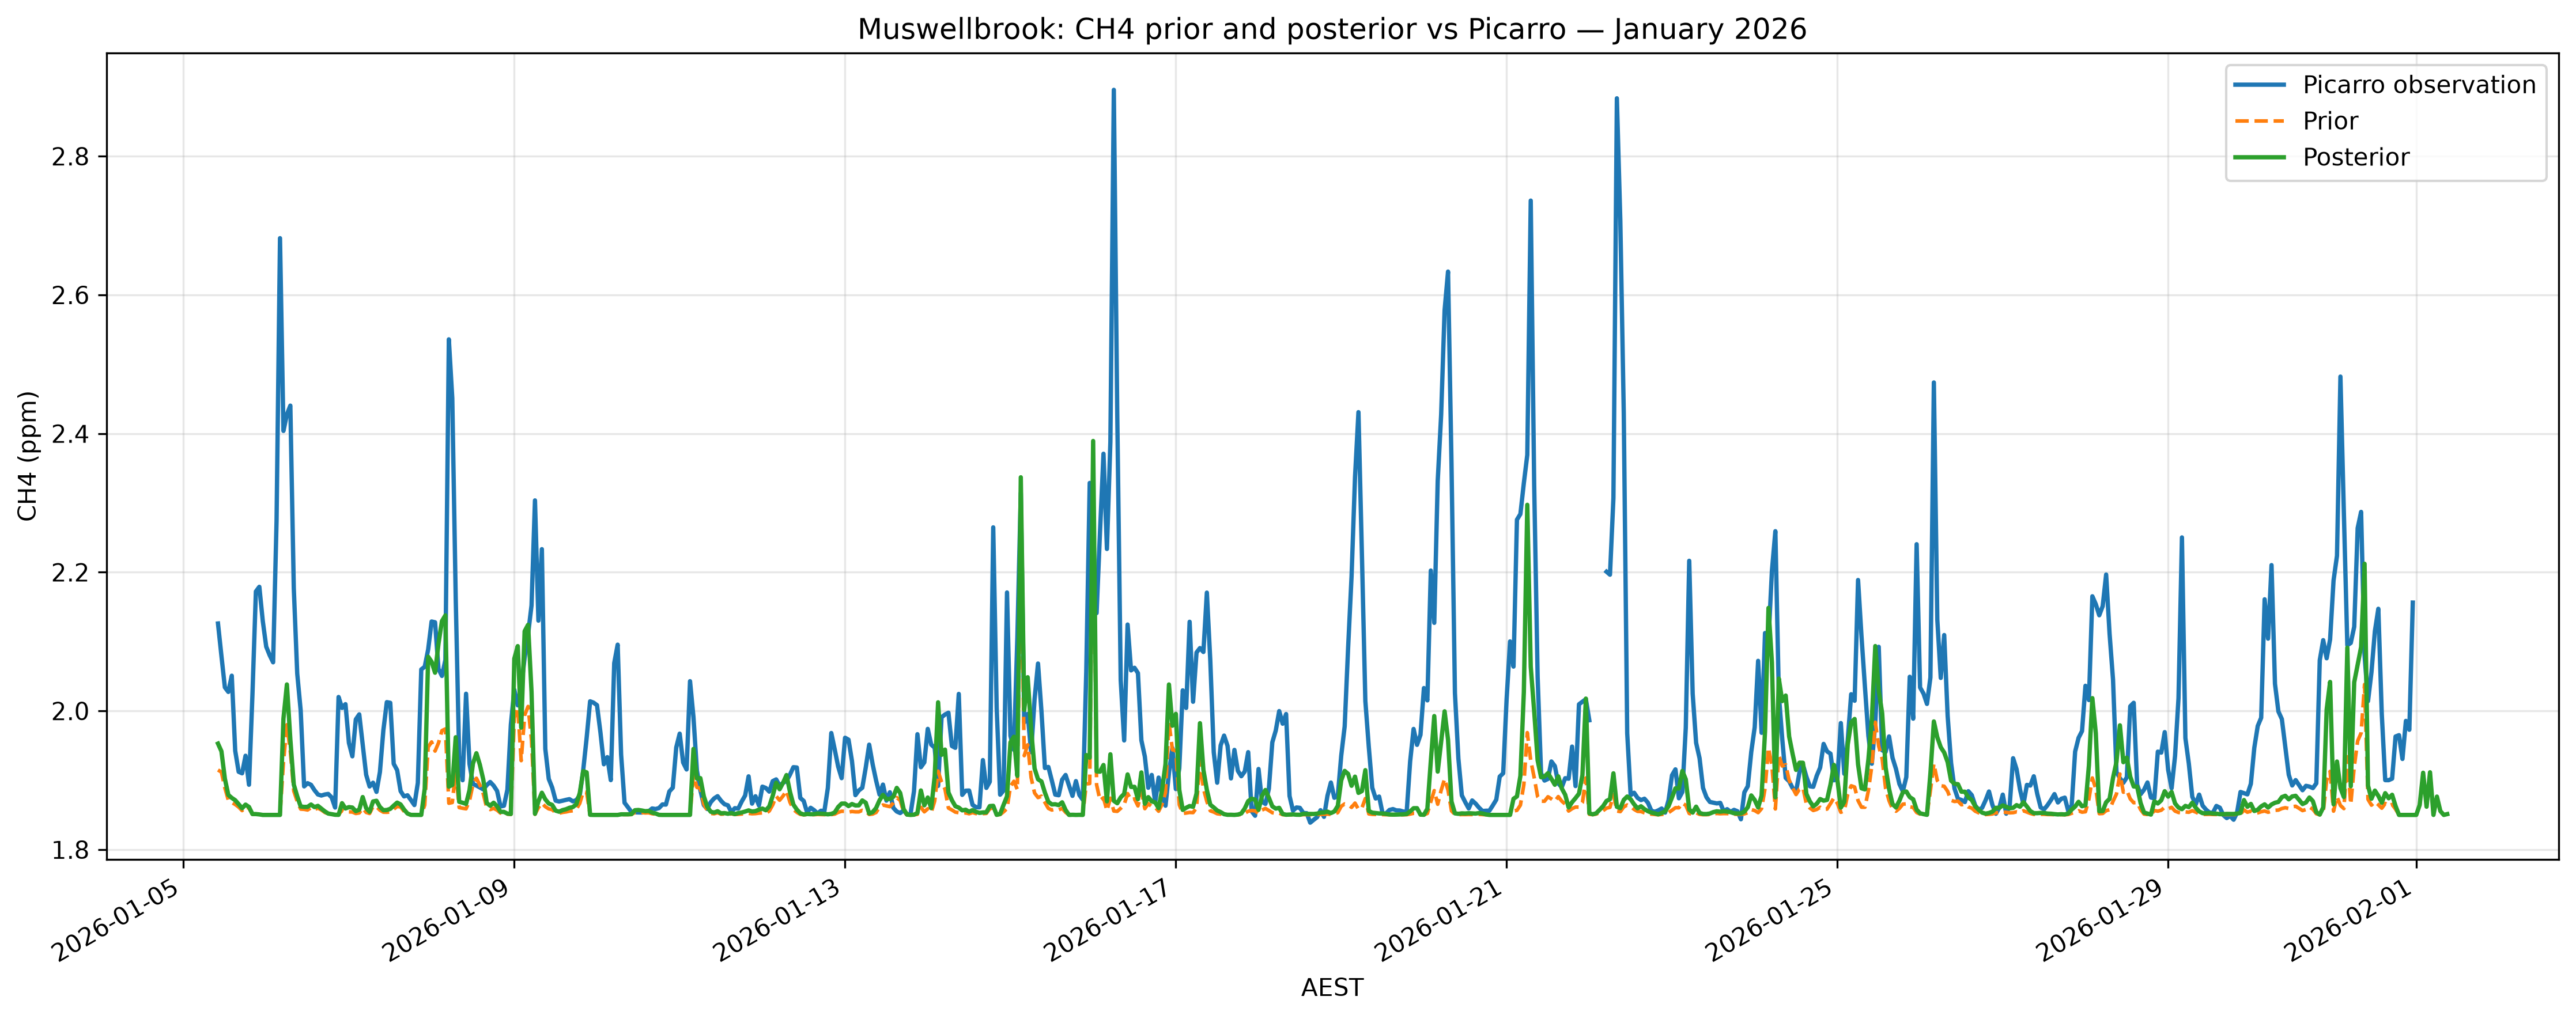 Muswellbrook: CH4 prior and posterior vs Picarro — January 2026
Picarro observation
Prior
Posterior
CH4 (ppm)
2.8
2.6
2.4
2.2
2.0
1.8
2026-01-05
2026-01-09
2026-01-13
2026-01-17
2026-01-21
2026-01-25
2026-01-29
2026-02-01
AEST